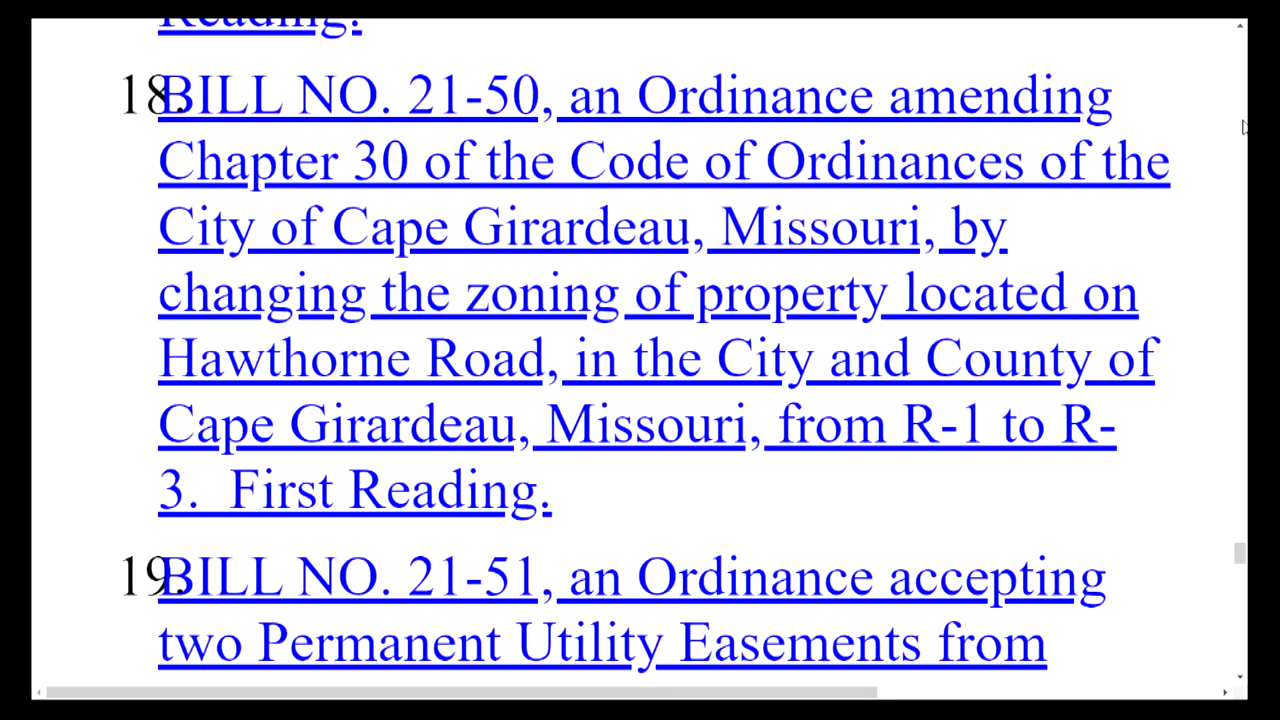 Reading.
18. BILL NO. 21-50, an Ordinance amending
Chapter 30 of the Code of Ordinances of the
City of Cape Girardeau, Missouri, by
changing the zoning of property located on
Hawthorne Road, in the City and County of
Cape Girardeau, Missouri, from R-1 to R-
3.  First Reading.
19. BILL NO. 21-51, an Ordinance accepting
two Permanent Utility Easements from